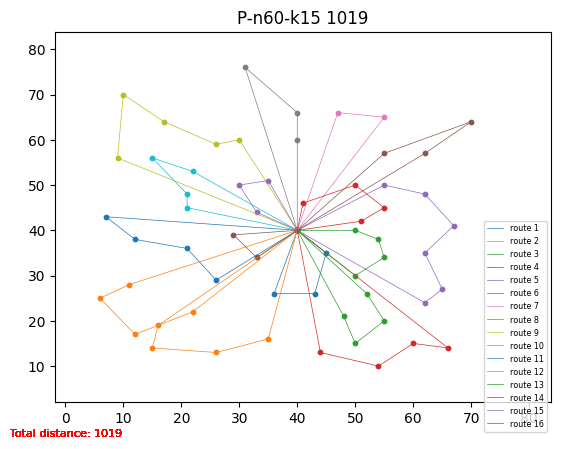 P-n60-k15 1019
80
70
60
50
40
30
20
10
route 1
route 2
route 3
route 4
route 5
route 6
route 7
route 8
route 9
route 10
route 11
route 12
route 13
route 14
route 15
route 16
0 10 20 30 40 50 60 70 80
Total distance: 1019